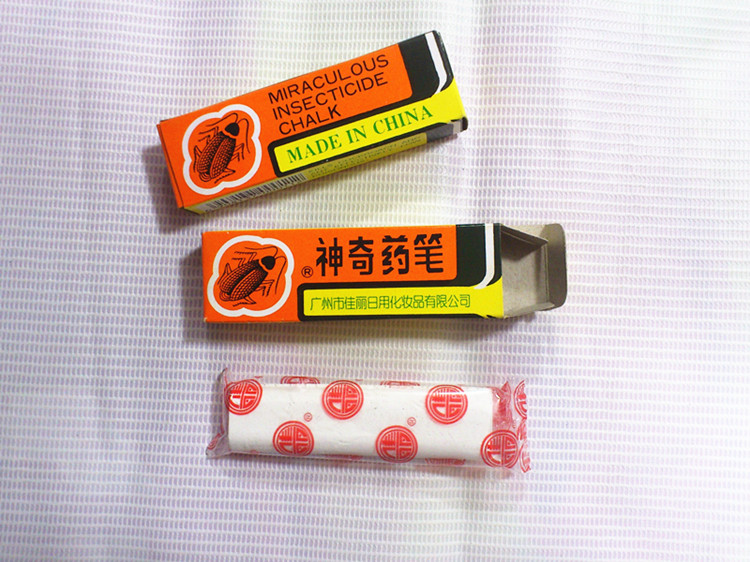 MIRACULOUS
INSECTICIDE
CHALK
MADE IN CHINA
®神奇药笔
广州市佳丽日用化妆品有限公司
®
®